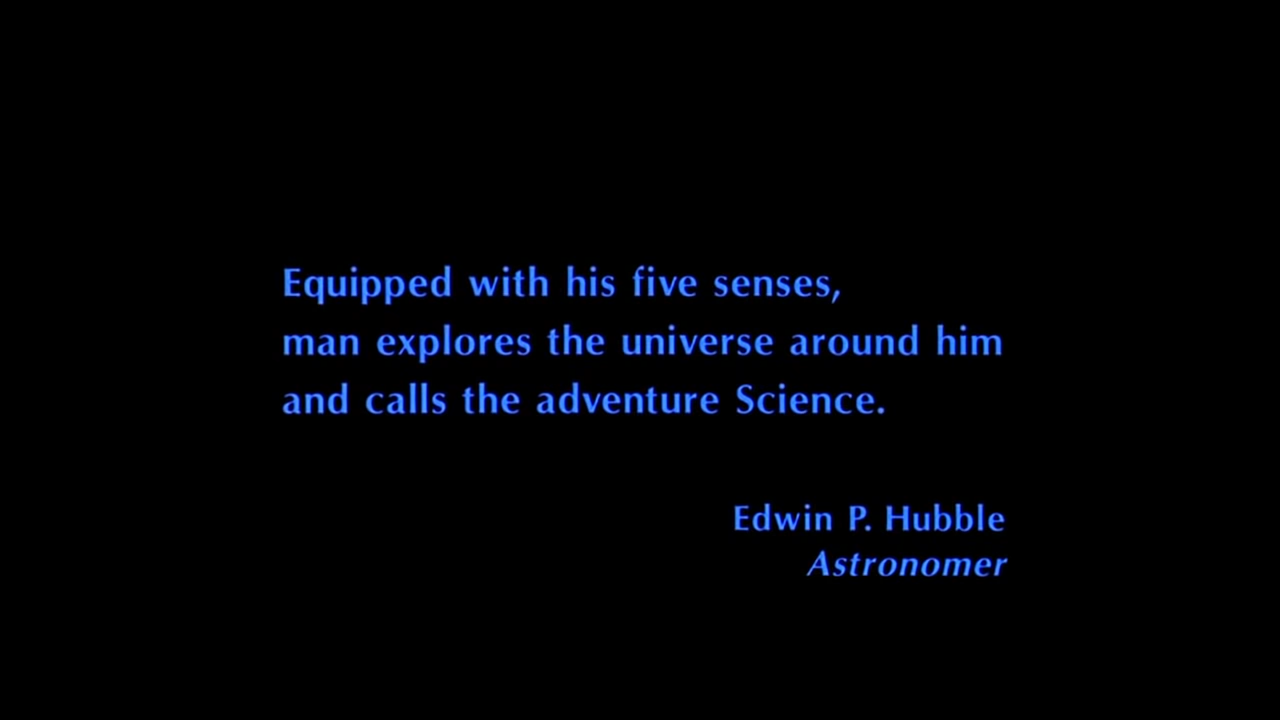 Equipped with his five senses,
man explores the universe around him
and calls the adventure Science.
Edwin P. Hubble
Astronomer